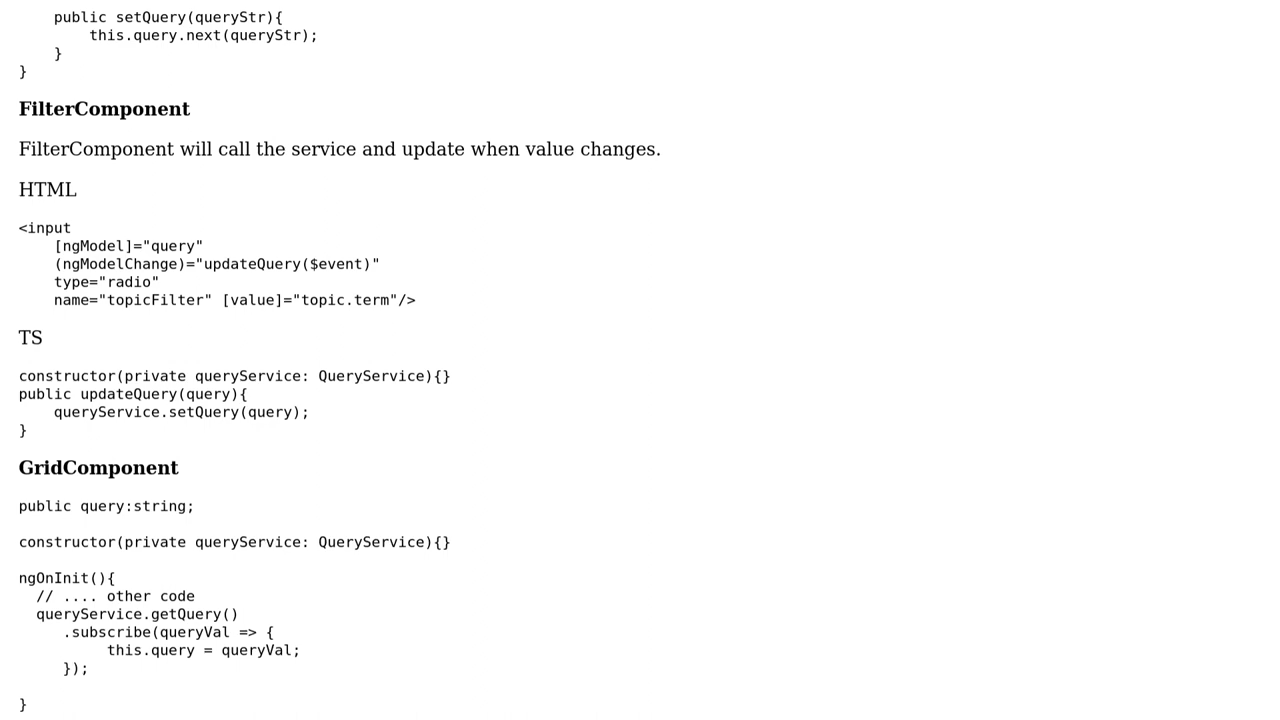 public setQuery(queryStr){
        this.query.next(queryStr);
    }
}
FilterComponent
FilterComponent will call the service and update when value changes.
HTML
<input
    [ngModel]="query"
    (ngModelChange)="updateQuery($event)"
    type="radio"
    name="topicFilter" [value]="topic.term"/>
TS
constructor(private queryService: QueryService){}
public updateQuery(query){
    queryService.setQuery(query);
}
GridComponent
public query:string;
constructor(private queryService: QueryService){}
ngOnInit(){
  // .... other code
  queryService.getQuery()
     .subscribe(queryVal => {
          this.query = queryVal;
     });
}